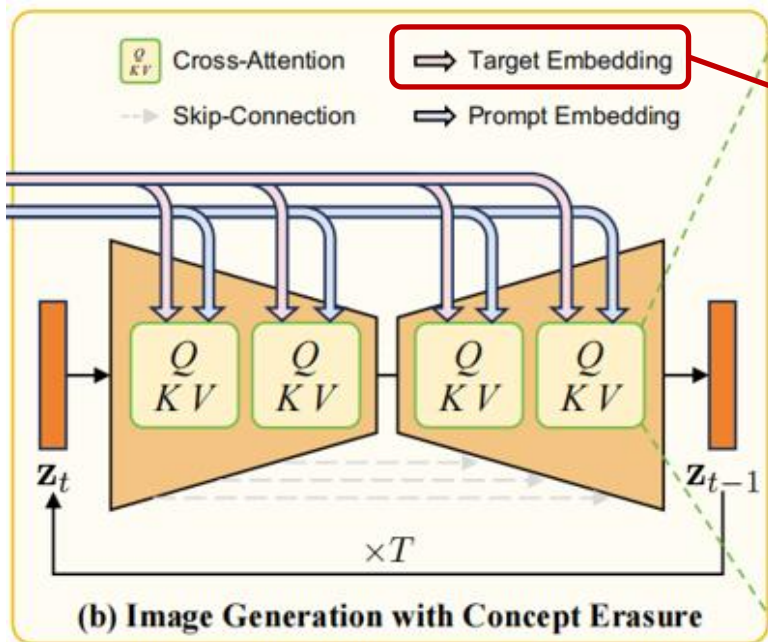 Q
KV Cross-Attention
Target Embedding
Skip-Connection
Prompt Embedding
Q
K V
Q
K V
Q
K V
Q
K V
z_t
z_{t-1}
×T
(b) Image Generation with Concept Erasure